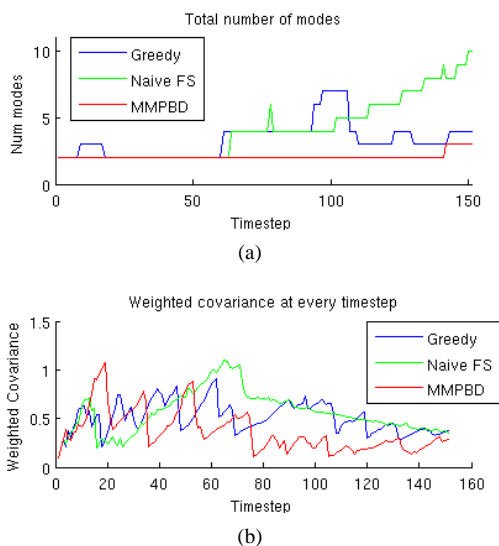 Total number of modes
10
5
0
Num modes
Greedy
Naive FS
MMPBD
0 50 100 150
Timestep
(a)
Weighted covariance at every timestep
1.5
1
0.5
0
Weighted Covariance
Greedy
Naive FS
MMPBD
0 20 40 60 80 100 120 140 160
Timestep
(b)